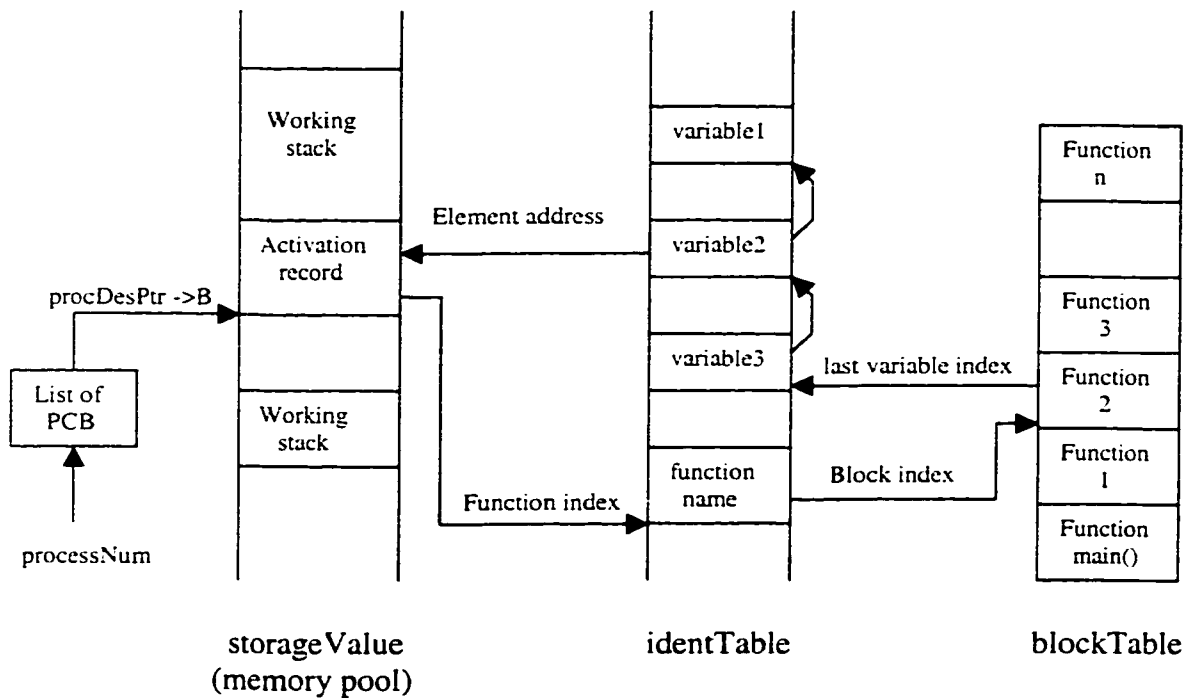 Working
stack
Activation
record
Working
stack
procDesPtr ->B
List of
PCB
processNum
Element address
Function index
variable1
variable2
variable3
function
name
last variable index
Block index
Function
n
Function
3
Function
2
Function
1
Function
main()
storageValue
(memory pool)
identTable
blockTable